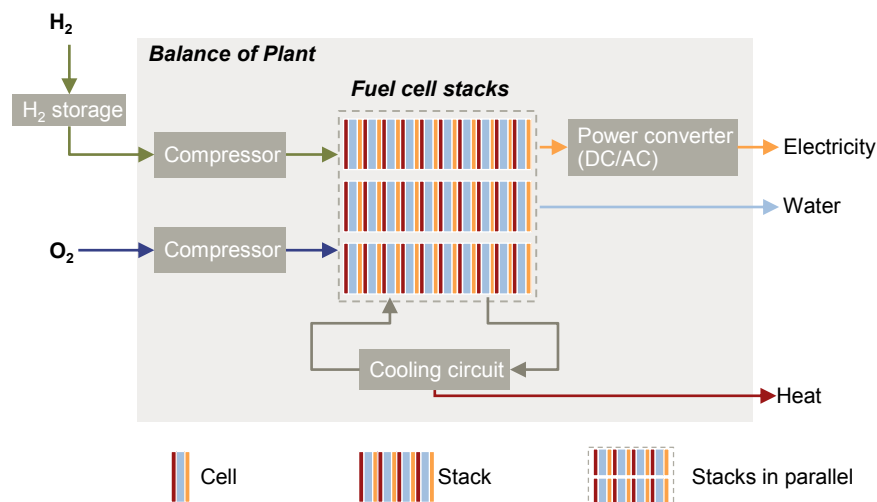 H₂
Balance of Plant
Fuel cell stacks
H₂ storage
Compressor
Power converter
(DC/AC)
Electricity
Water
O₂
Compressor
Cooling circuit
Heat
Cell
Stack
Stacks in parallel